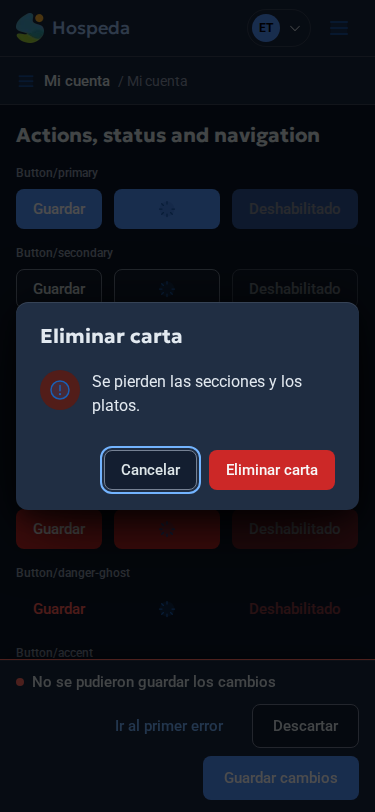 Hospeda
ET
Mi cuenta / Mi cuenta
Actions, status and navigation
Button/primary
Guardar
Deshabilitado
Button/secondary
Guardar
Deshabilitado
Eliminar carta
Se pierden las secciones y los
platos.
Cancelar
Eliminar carta
Guardar
Deshabilitado
Button/danger-ghost
Guardar
Deshabilitado
Button/accent
No se pudieron guardar los cambios
Ir al primer error
Descartar
Guardar cambios